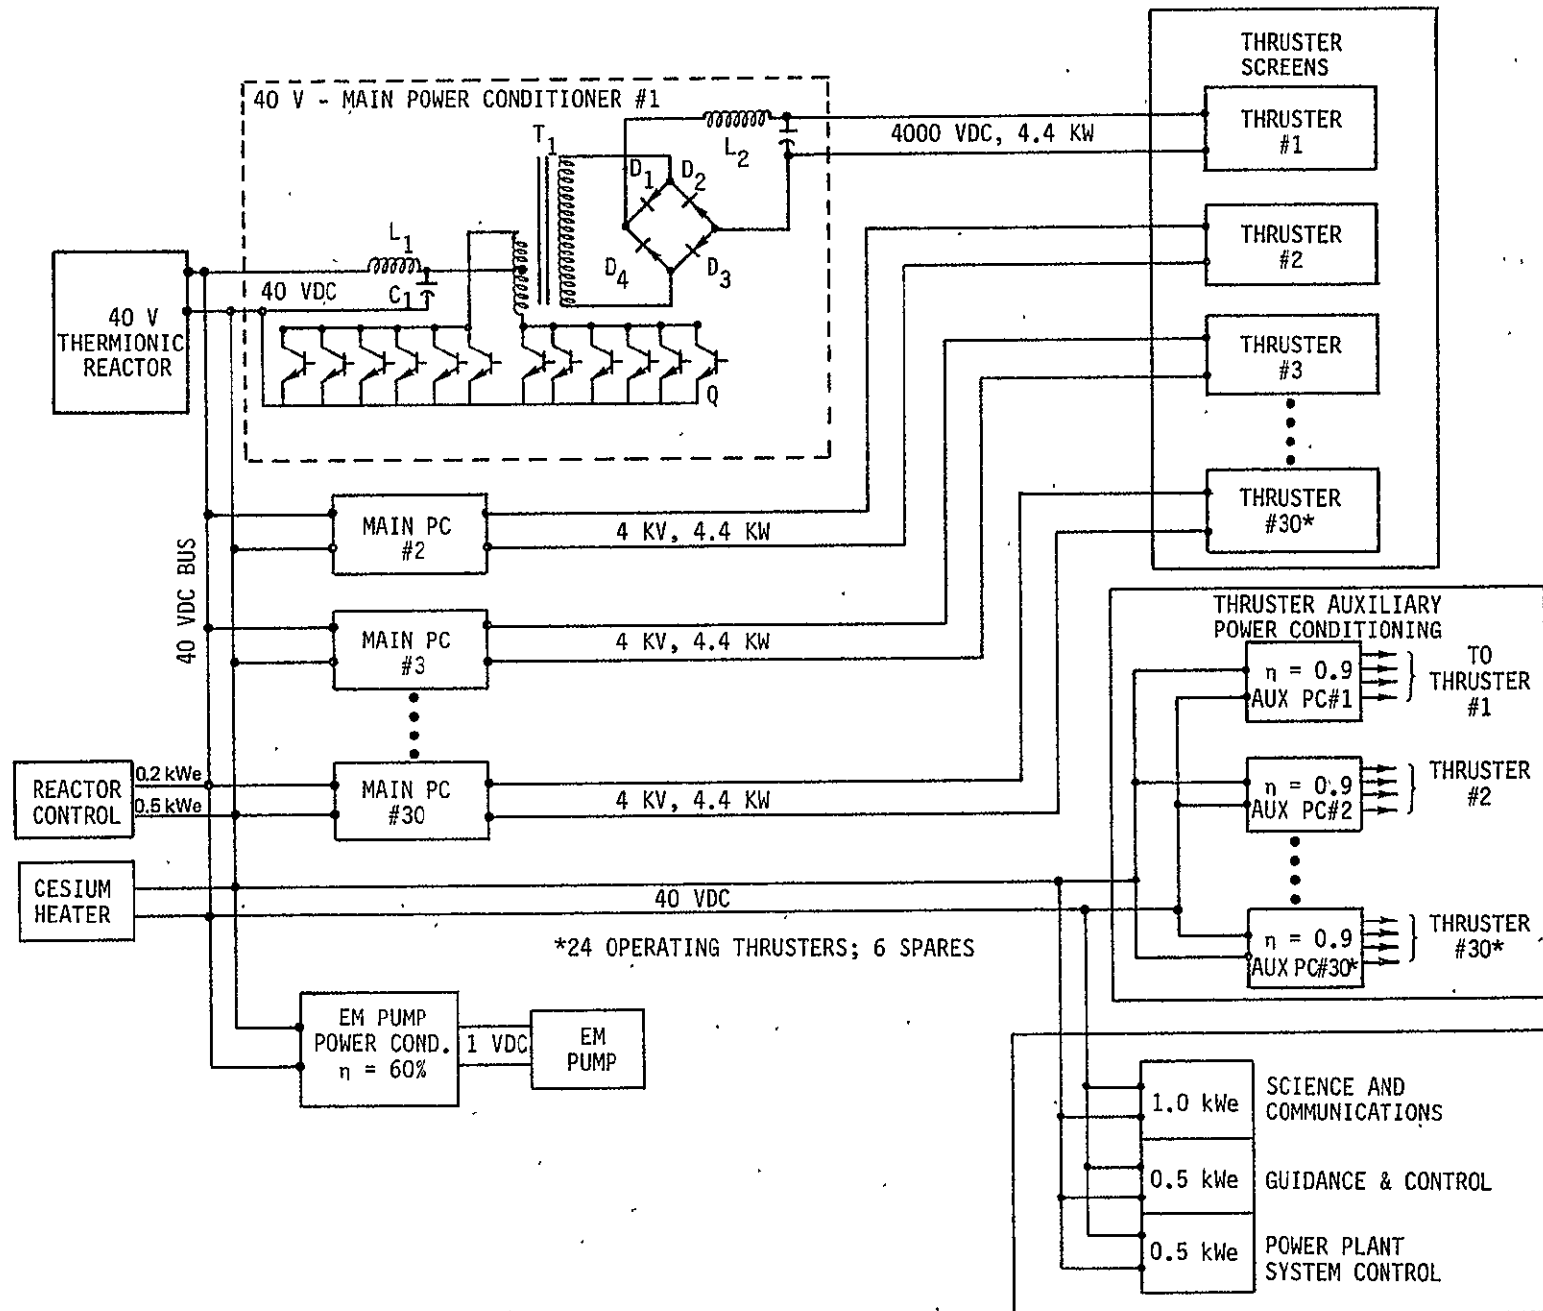 THRUSTER
SCREENS
40 V - MAIN POWER CONDITIONER #1
T1
L2
4000 VDC, 4.4 KW
THRUSTER
#1
D1
D2
D4
D3
L1
40 VDC
C1
40 V
THERMIONIC
REACTOR
Q
THRUSTER
#2
THRUSTER
#3
THRUSTER
#30*
MAIN PC
#2
4 KV, 4.4 KW
40 VDC BUS
MAIN PC
#3
4 KV, 4.4 KW
MAIN PC
#30
4 KV, 4.4 KW
REACTOR
CONTROL
0.2 kWe
0.5 kWe
CESIUM
HEATER
40 VDC
*24 OPERATING THRUSTERS; 6 SPARES
THRUSTER AUXILIARY
POWER CONDITIONING
η = 0.9
AUX PC#1
TO
THRUSTER
#1
η = 0.9
AUX PC#2
THRUSTER
#2
η = 0.9
AUX PC#30*
THRUSTER
#30*
EM PUMP
POWER COND.
η = 60%
1 VDC
EM
PUMP
1.0 kWe
SCIENCE AND
COMMUNICATIONS
0.5 kWe
GUIDANCE & CONTROL
0.5 kWe
POWER PLANT
SYSTEM CONTROL